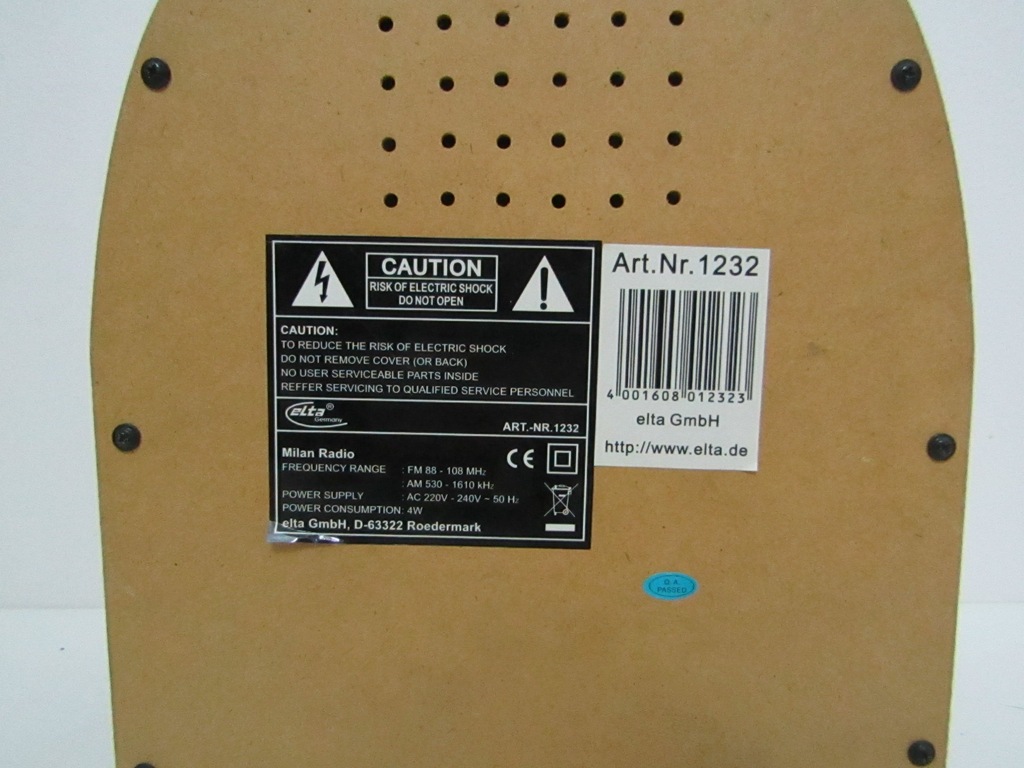 CAUTION
RISK OF ELECTRIC SHOCK
DO NOT OPEN
CAUTION:
TO REDUCE THE RISK OF ELECTRIC SHOCK
DO NOT REMOVE COVER (OR BACK)
NO USER SERVICEABLE PARTS INSIDE
REFFER SERVICING TO QUALIFIED SERVICE PERSONNEL
elta®
Germany
ART.-NR.1232
Milan Radio
FREQUENCY RANGE : FM 88 - 108 MHz
: AM 530 - 1610 kHz
POWER SUPPLY : AC 220V - 240V ~ 50 Hz
POWER CONSUMPTION: 4W
elta GmbH, D-63322 Roedermark
CE
Art.Nr.1232
4 001608 012323
elta GmbH
http://www.elta.de
Q.A.
PASSED